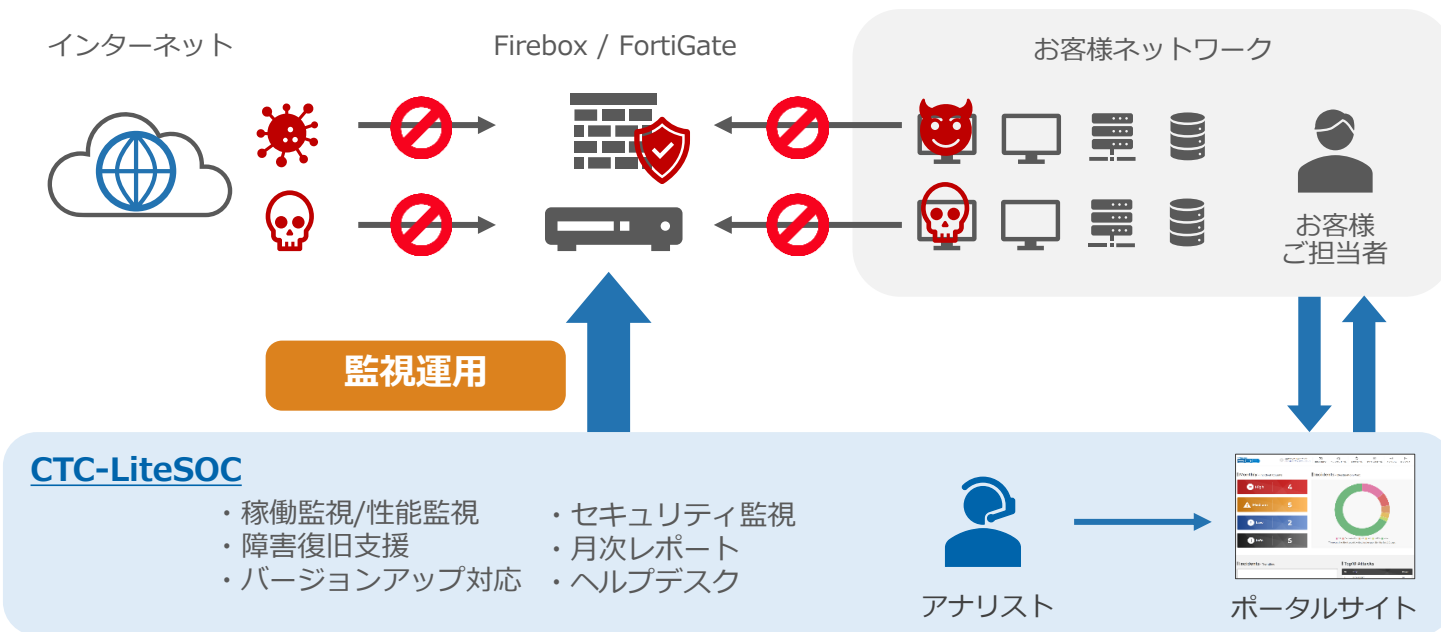 インターネット
Firebox / FortiGate
お客様ネットワーク
お客様
ご担当者
監視運用
CTC-LiteSOC
・稼働監視/性能監視
・障害復旧支援
・バージョンアップ対応
・セキュリティ監視
・月次レポート
・ヘルプデスク
アナリスト
4
5
2
5
ポータルサイト